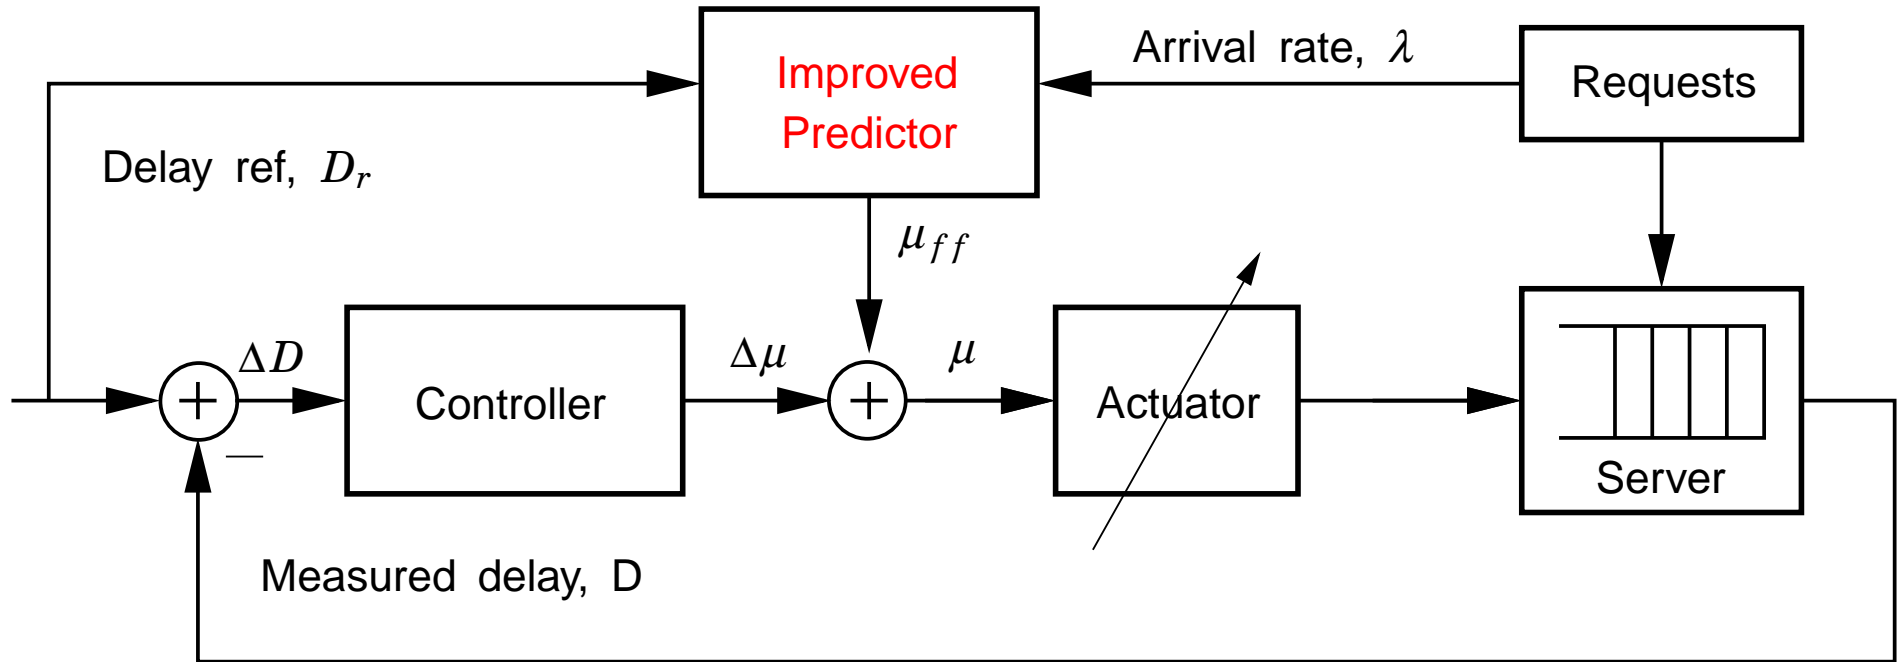 Improved
Predictor
Arrival rate, λ
Requests
Delay ref, D_r
μ_ff
ΔD
Controller
Δμ
+
+
μ
Actuator
−
Server
Measured delay, D